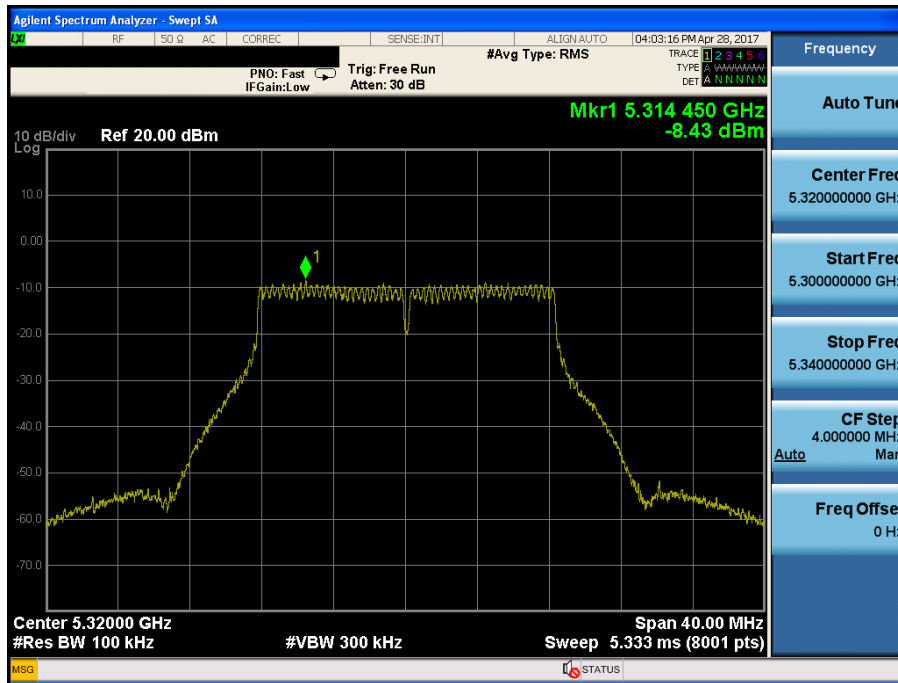 Agilent Spectrum Analyzer - Swept SA
LXI RF 50 Ω AC CORREC SENSE:INT ALIGN AUTO 04:03:16 PM Apr 28, 2017
#Avg Type: RMS
TRACE 1 2 3 4 5 6
TYPE A WWWWW
DET A N N N N N
PNO: Fast
IFGain:Low
Trig: Free Run
Atten: 30 dB
Mkr1 5.314 450 GHz
-8.43 dBm
10 dB/div
Log
Ref 20.00 dBm
10.0
0.00
-10.0
-20.0
-30.0
-40.0
-50.0
-60.0
-70.0
1
Center 5.32000 GHz
Span 40.00 MHz
#Res BW 100 kHz
#VBW 300 kHz
Sweep 5.333 ms (8001 pts)
MSG
STATUS
Frequency
Auto Tune
Center Freq
5.320000000 GHz
Start Freq
5.300000000 GHz
Stop Freq
5.340000000 GHz
CF Step
4.000000 MHz
Auto Man
Freq Offset
0 Hz